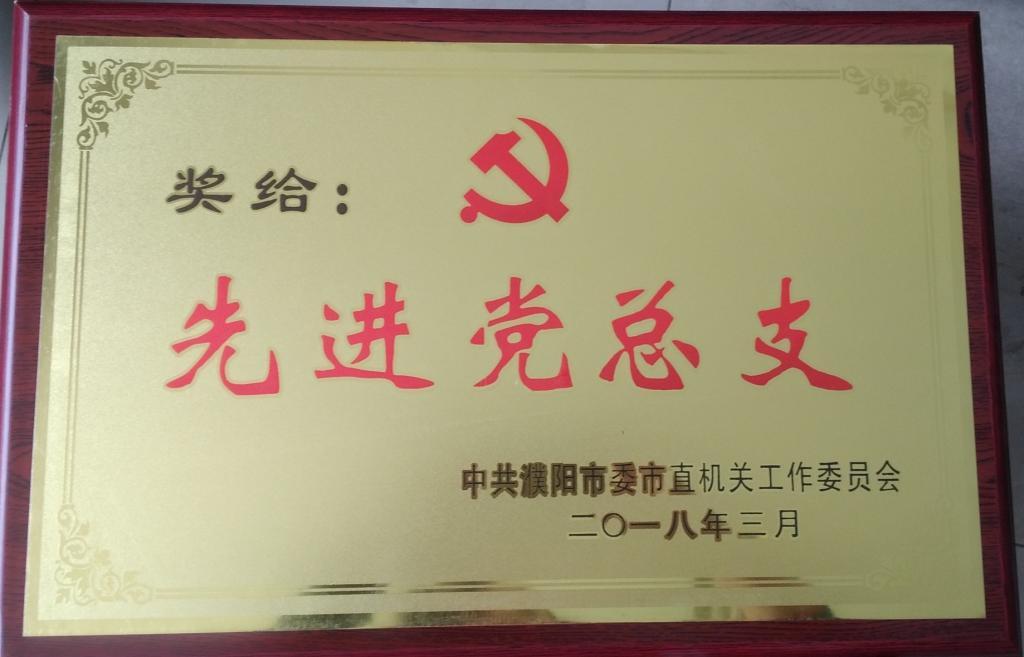 奖给：
先进党总支
中共濮阳市委市直机关工作委员会
二〇一八年三月